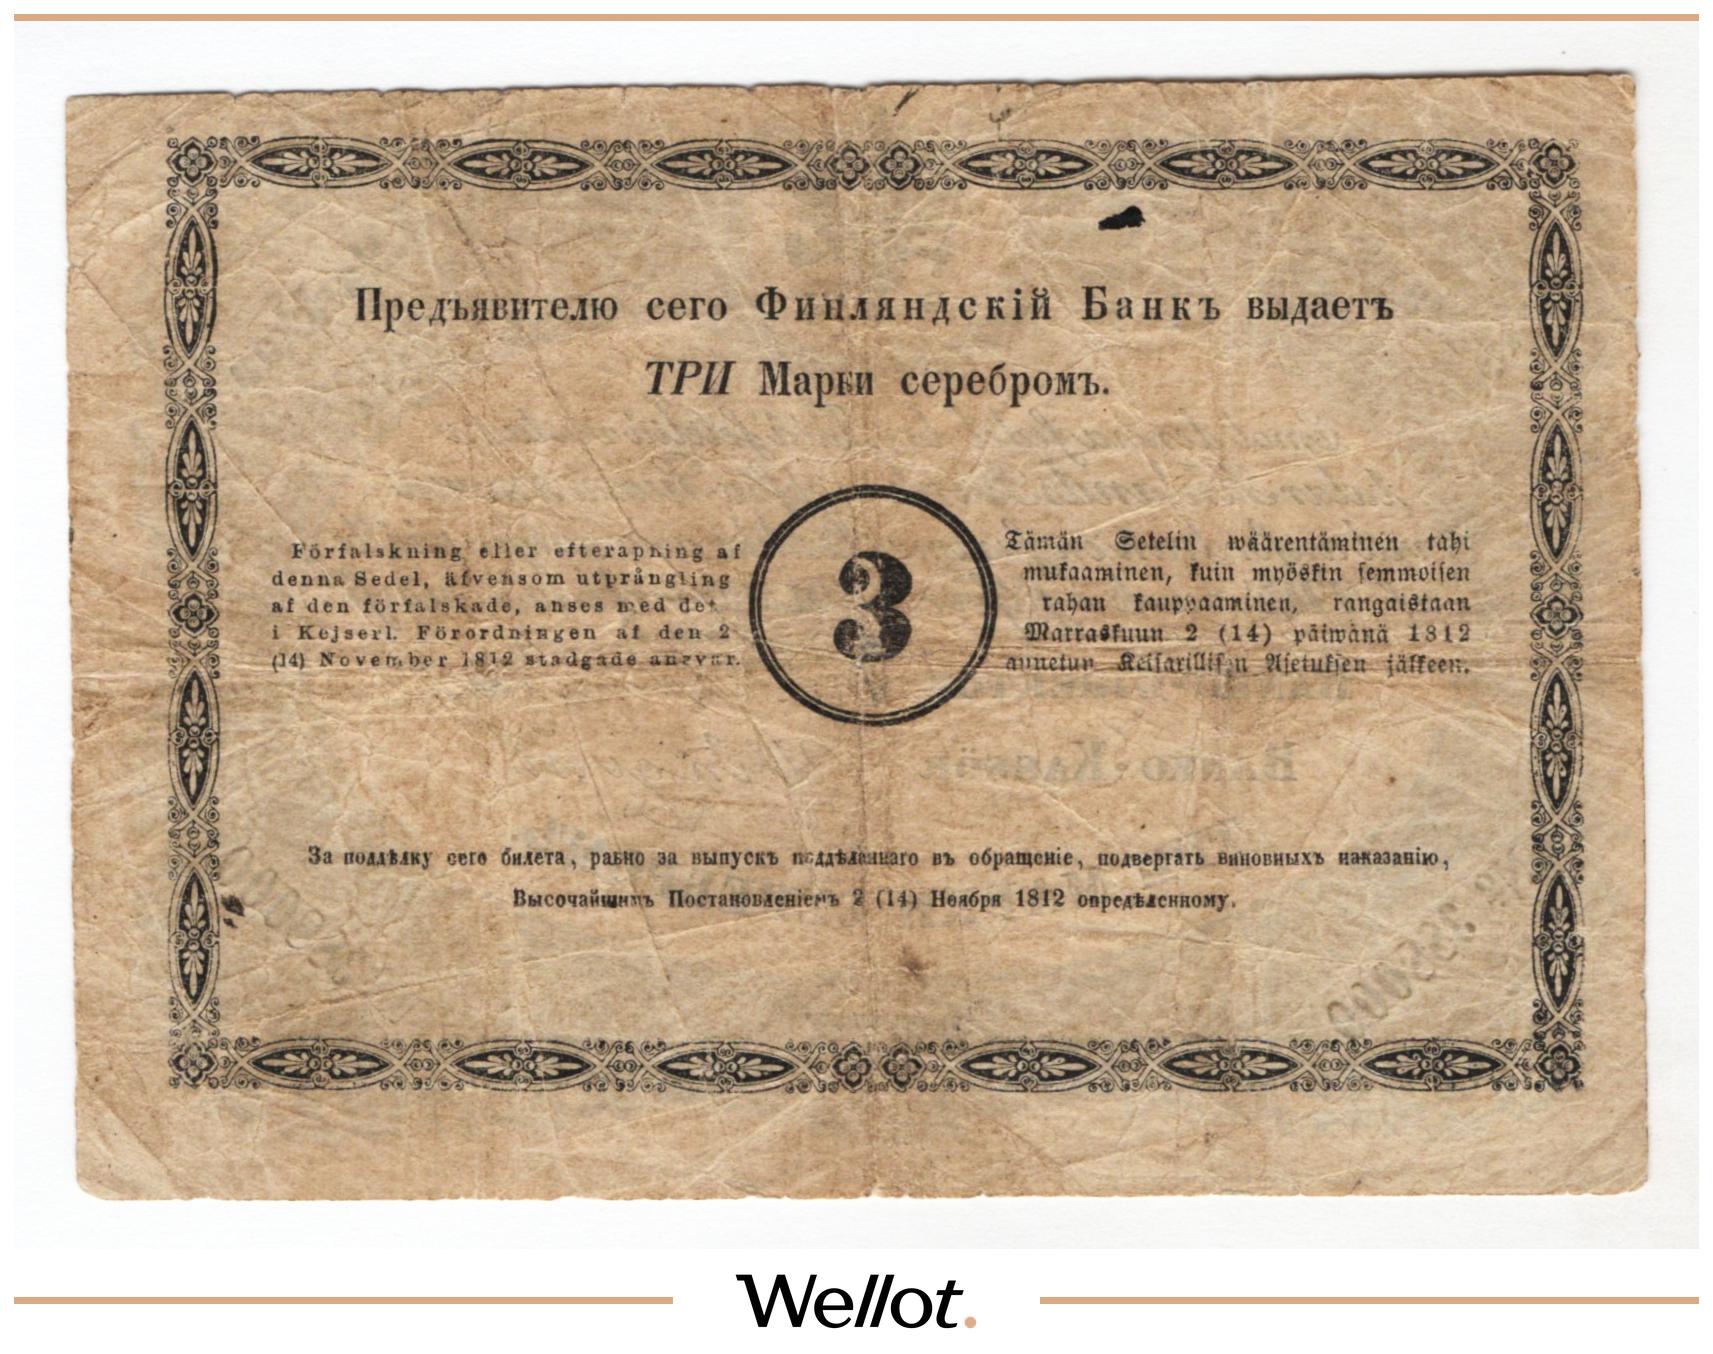 Предъявителю сего Финляндскій Банкъ выдаетъ
ТРИ Марки серебромъ.
Förfalskning eller efterapning af
denna Sedel, äfvensom utprångling
af den förfalskade, anses med det
i Kejserl. Förordningen af den 2
(14) November 1812 stadgade ansvar.
3
Tämän Setelin wäärentäminen tahi
mukaaminen, kuin myöskin semmoisen
rahan kauppaaminen, rangaistaan
Marraskuun 2 (14) päiwänä 1812
annetun Keisarillisen Asetuksen jälkeen.
За поддѣлку сего билета, равно за выпускъ поддѣланнаго въ обращеніе, подвергать виновныхъ наказанію,
Высочайшимъ Постановленіемъ 2 (14) Ноября 1812 опредѣленному.
Wellot.